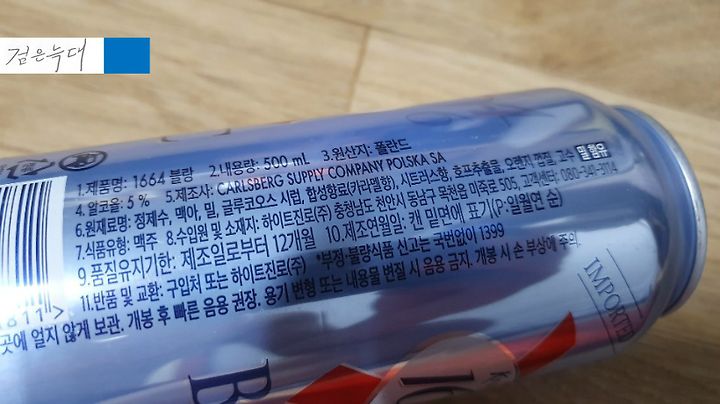 검은늑대
1.제품명: 1664 블랑 2.내용량: 500 mL 3.원산지: 폴란드
4.알코올: 5 % 5.제조사: CARLSBERG SUPPLY COMPANY POLSKA SA
6.원재료명: 정제수, 맥아, 밀, 글루코오스 시럽, 합성향료(카라멜향), 시트러스향, 호프추출물, 오렌지 껍질, 고수 밀 함유
7.식품유형: 맥주 8.수입원 및 소재지: 하이트진로(주) 충청남도 천안시 동남구 목천읍 미죽로 505, 고객센터: 080-341-3114
9.품질유지기한: 제조일로부터 12개월 10.제조연월일: 캔 밑면에 표기(P·일월연 순)
11.반품 및 교환: 구입처 또는 하이트진로(주) *부정·불량식품 신고는 국번없이 1399
곳에 얼지 않게 보관. 개봉 후 빠른 음용 권장. 용기 변형 또는 내용물 변질 시 음용 금지. 개봉 시 손 부상에 주의.
IMPORTED
K
16
B